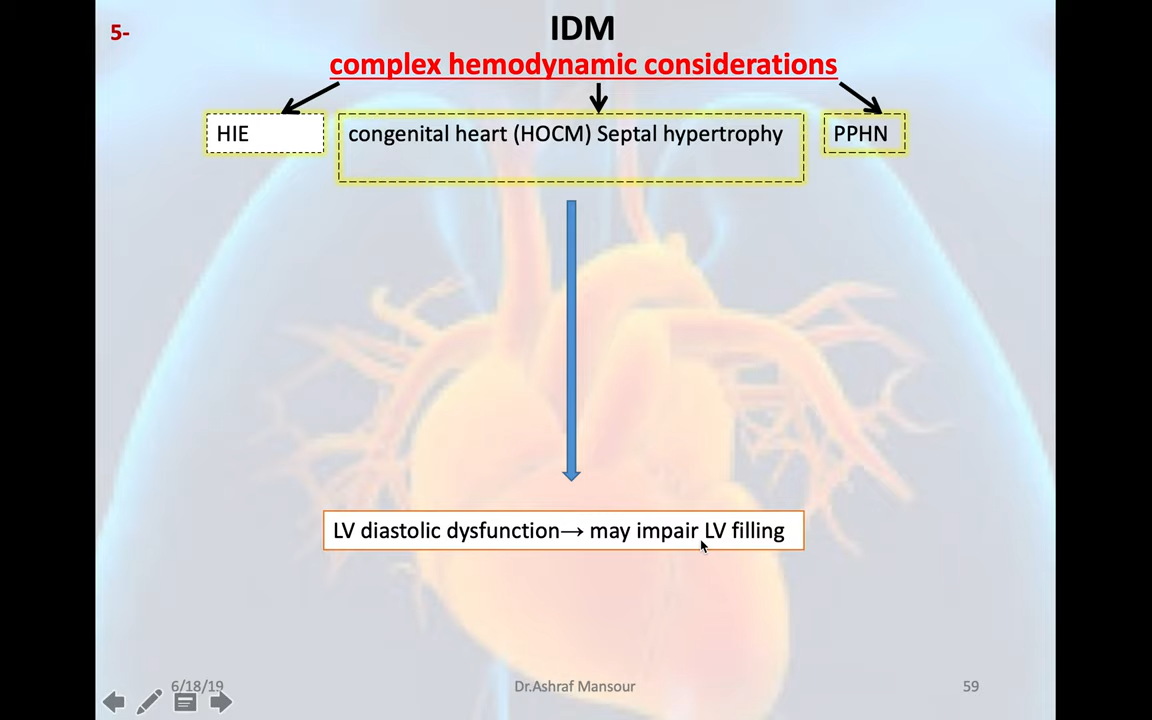 5-
IDM
complex hemodynamic considerations
HIE
congenital heart (HOCM) Septal hypertrophy
PPHN
LV diastolic dysfunction→ may impair LV filling
6/18/19
Dr.Ashraf Mansour
59